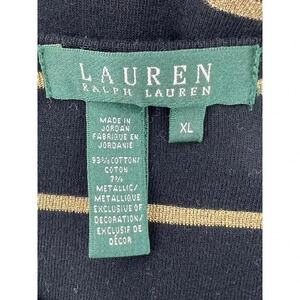 LAUREN
RALPH LAUREN
XL
MADE IN
JORDAN
FABRIQUE EN
JORDANIE
93% COTTON/
COTON
7%
METALLIC/
METALLIQUE
EXCLUSIVE OF
DECORATION/
EXCLUSIF DE
DÉCOR